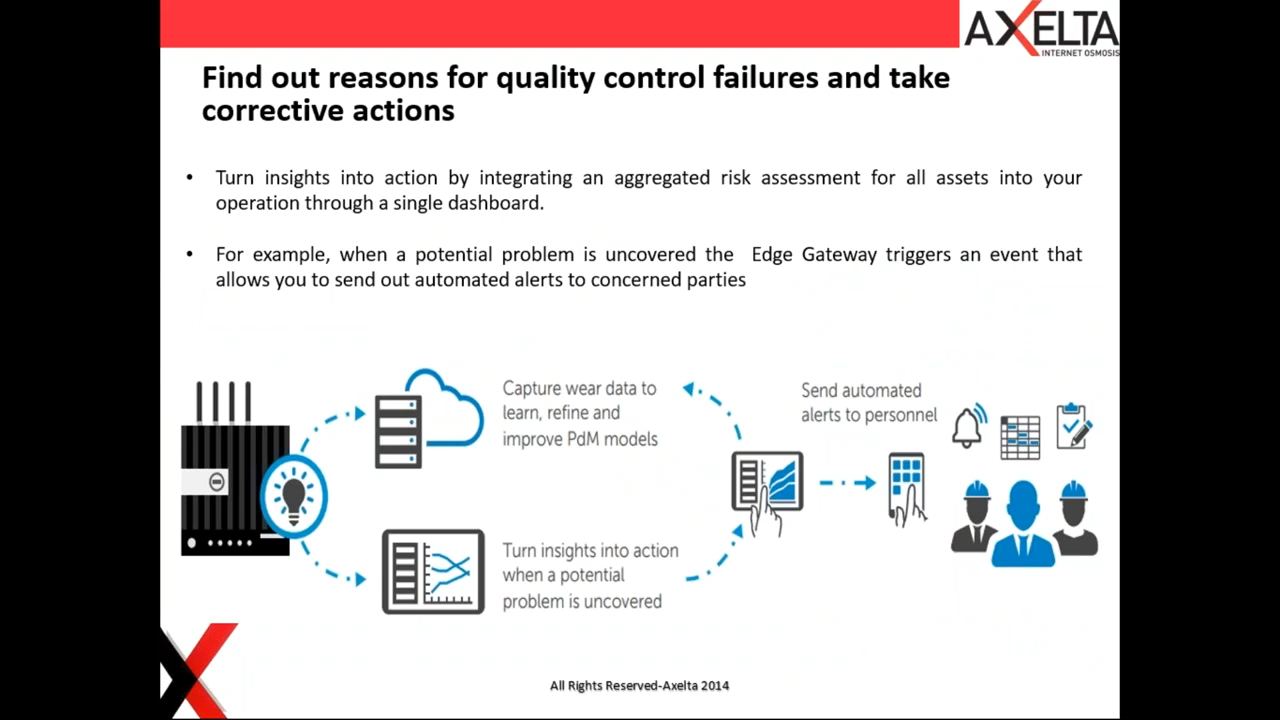 AXELTA
INTERNET OSMOSIS
Find out reasons for quality control failures and take
corrective actions
• Turn insights into action by integrating an aggregated risk assessment for all assets into your
operation through a single dashboard.
• For example, when a potential problem is uncovered the Edge Gateway triggers an event that
allows you to send out automated alerts to concerned parties
Capture wear data to
learn, refine and
improve PdM models
Send automated
alerts to personnel
Turn insights into action
when a potential
problem is uncovered
All Rights Reserved-Axelta 2014